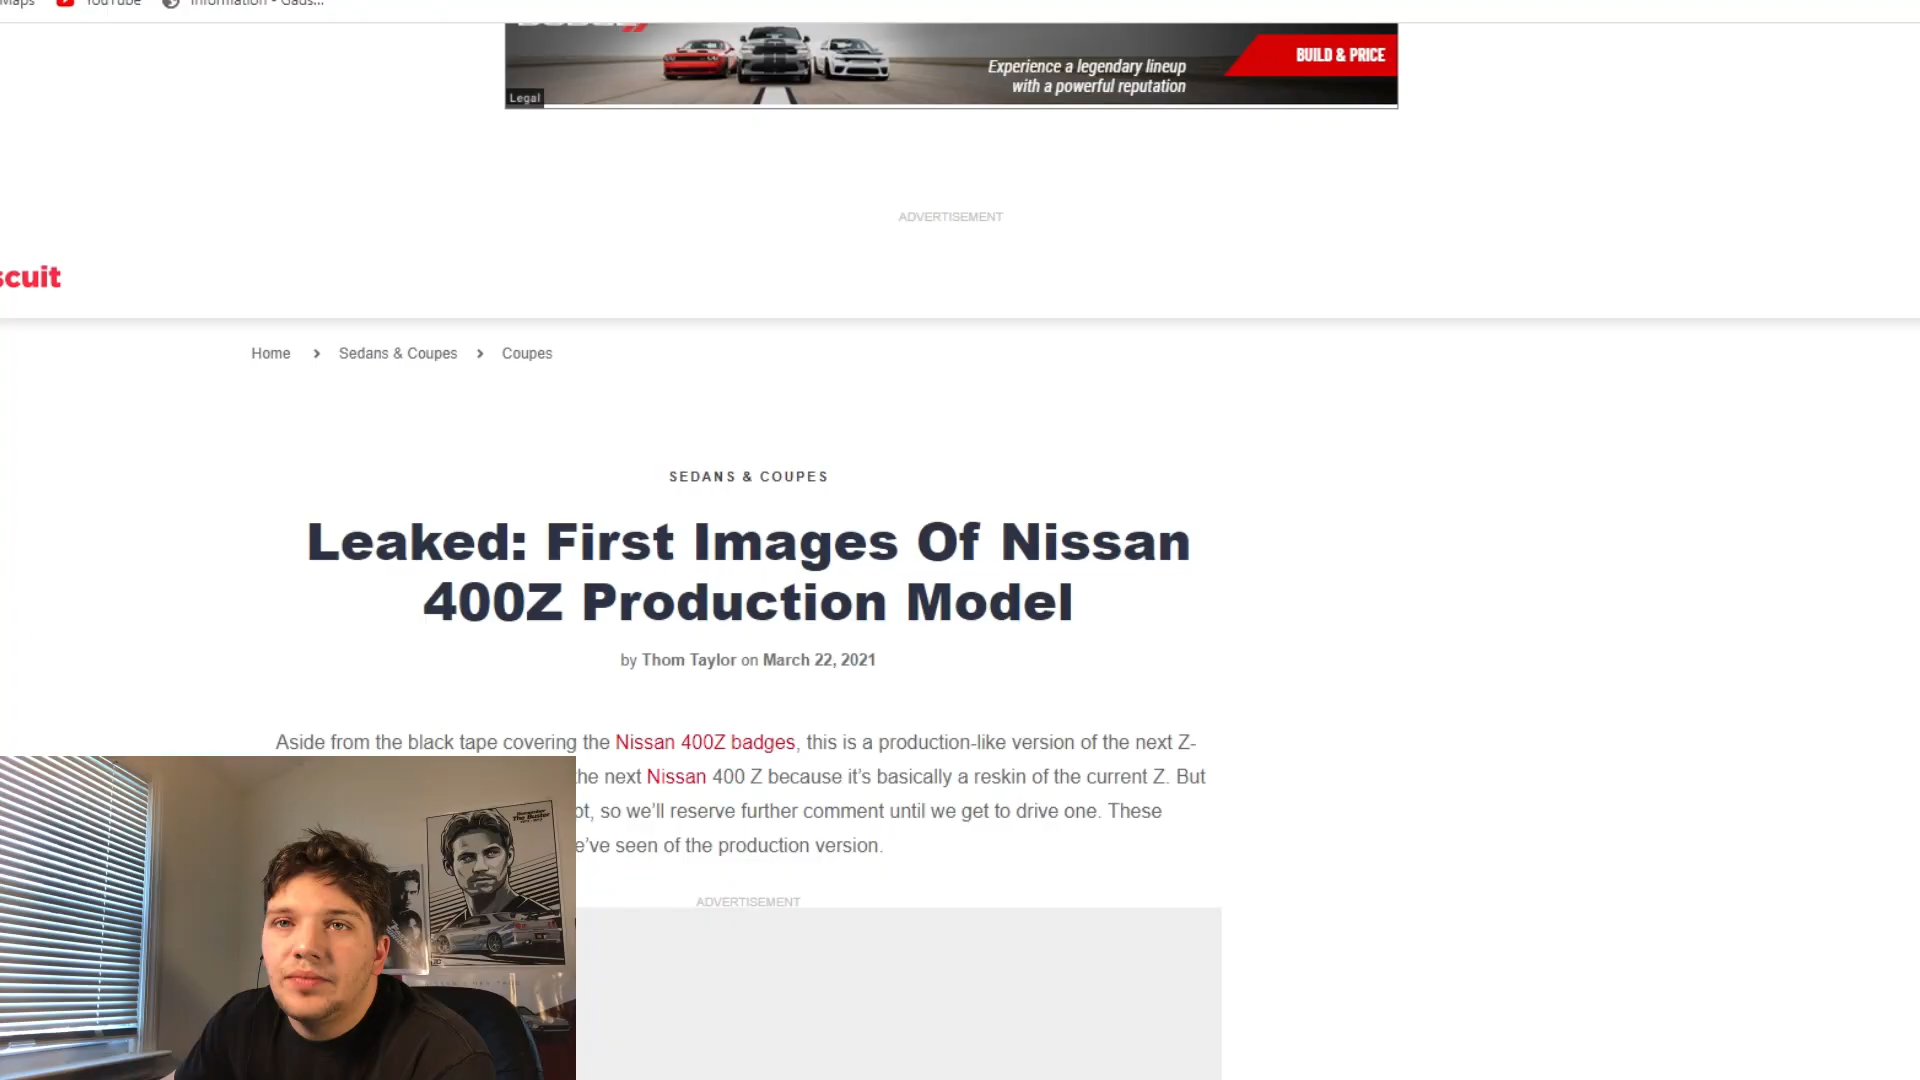 Maps YouTube Information - Gads...
Experience a legendary lineup
with a powerful reputation
BUILD & PRICE
Legal
ADVERTISEMENT
scuit
Home > Sedans & Coupes > Coupes
SEDANS & COUPES
Leaked: First Images Of Nissan
400Z Production Model
by Thom Taylor on March 22, 2021
Aside from the black tape covering the Nissan 400Z badges, this is a production-like version of the next Z-
the next Nissan 400 Z because it's basically a reskin of the current Z. But
ot, so we'll reserve further comment until we get to drive one. These
e've seen of the production version.
ADVERTISEMENT
The Buster